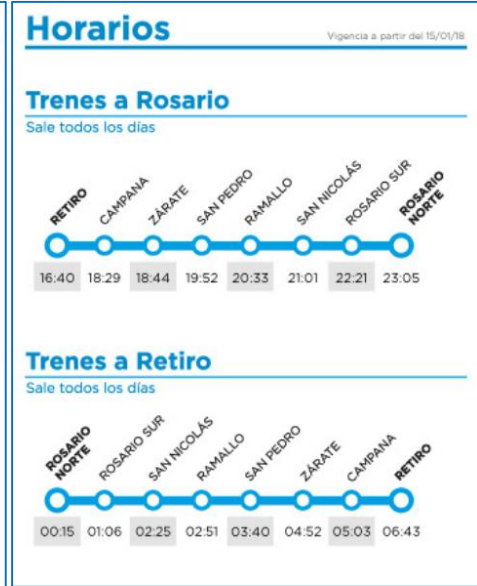 Horarios
Vigencia a partir del 15/01/18
Trenes a Rosario
Sale todos los días
RETIRO
CAMPANA
ZÁRATE
SAN PEDRO
RAMALLO
SAN NICOLÁS
ROSARIO SUR
ROSARIO
NORTE
16:40 18:29 18:44 19:52 20:33 21:01 22:21 23:05
Trenes a Retiro
Sale todos los días
ROSARIO
NORTE
ROSARIO SUR
SAN NICOLÁS
RAMALLO
SAN PEDRO
ZÁRATE
CAMPANA
RETIRO
00:15 01:06 02:25 02:51 03:40 04:52 05:03 06:43